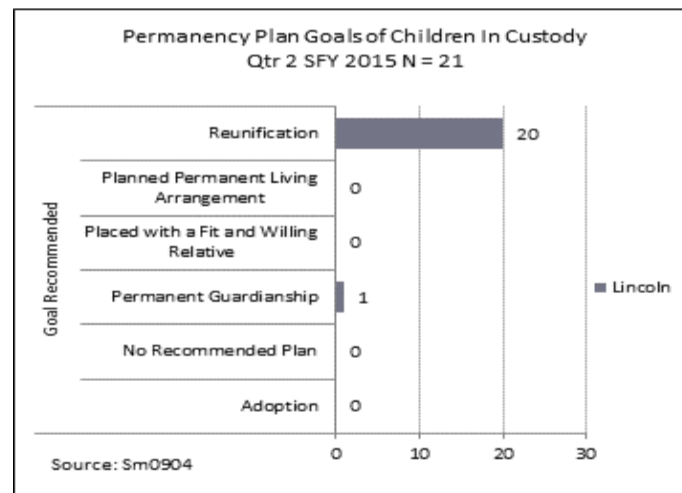 Permanency Plan Goals of Children In Custody
Qtr 2 SFY 2015 N = 21
Goal Recommended
Reunification
20
Planned Permanent Living
Arrangement
0
Placed with a Fit and Willing
Relative
0
Permanent Guardianship
1
No Recommended Plan
0
Adoption
0
Lincoln
0 10 20 30
Source: Sm0904